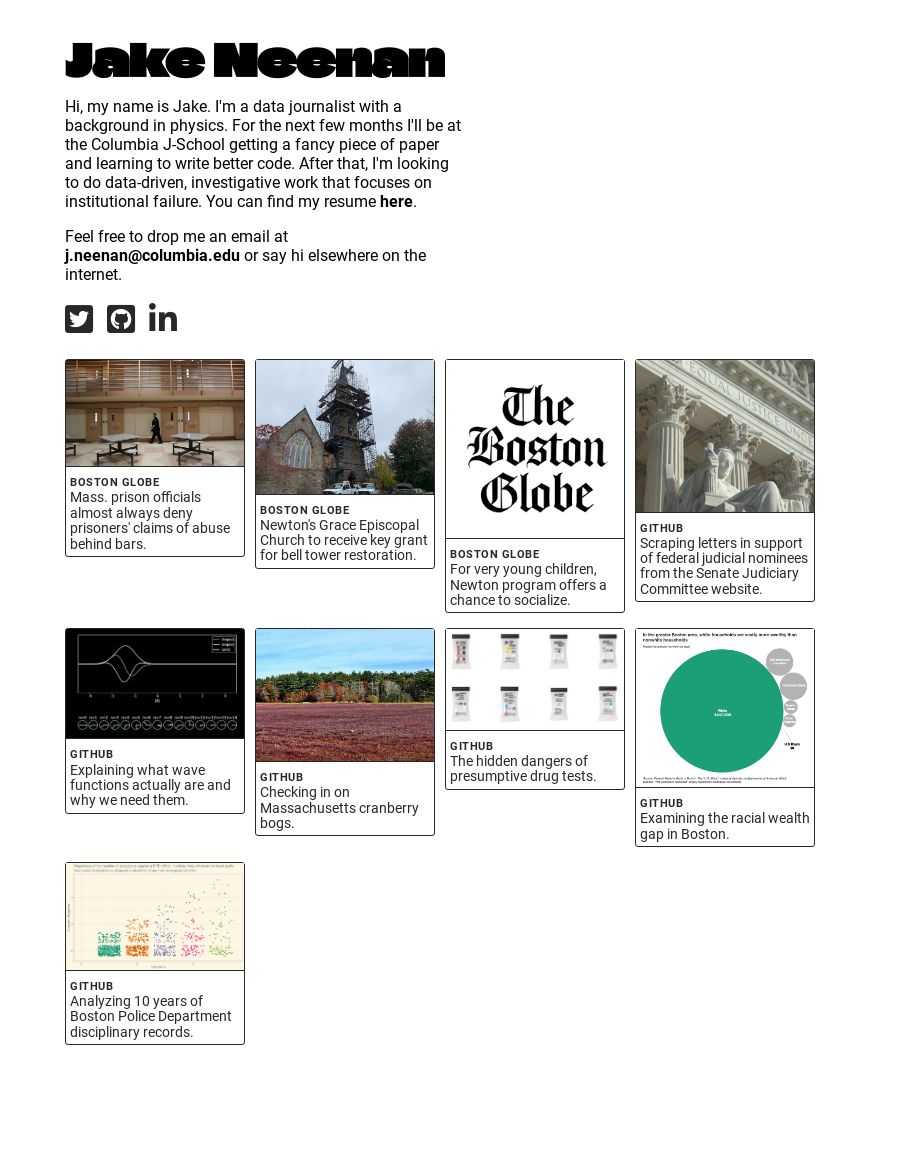 Jake Neenan
Hi, my name is Jake. I'm a data journalist with a
background in physics. For the next few months I'll be at
the Columbia J-School getting a fancy piece of paper
and learning to write better code. After that, I'm looking
to do data-driven, investigative work that focuses on
institutional failure. You can find my resume here.
Feel free to drop me an email at
j.neenan@columbia.edu or say hi elsewhere on the
internet.
in
BOSTON GLOBE
Mass. prison officials
almost always deny
prisoners' claims of abuse
behind bars.
BOSTON GLOBE
Newton's Grace Episcopal
Church to receive key grant
for bell tower restoration.
The
Boston
Globe
BOSTON GLOBE
For very young children,
Newton program offers a
chance to socialize.
EQUAL JUSTICE UNDE
GITHUB
Scraping letters in support
of federal judicial nominees
from the Senate Judiciary
Committee website.
GITHUB
Explaining what wave
functions actually are and
why we need them.
GITHUB
Checking in on
Massachusetts cranberry
bogs.
GITHUB
The hidden dangers of
presumptive drug tests.
In the greater Boston area, white households are vastly more wealthy than
nonwhite households
White
$247,500
U.S Black
GITHUB
Examining the racial wealth
gap in Boston.
GITHUB
Analyzing 10 years of
Boston Police Department
disciplinary records.